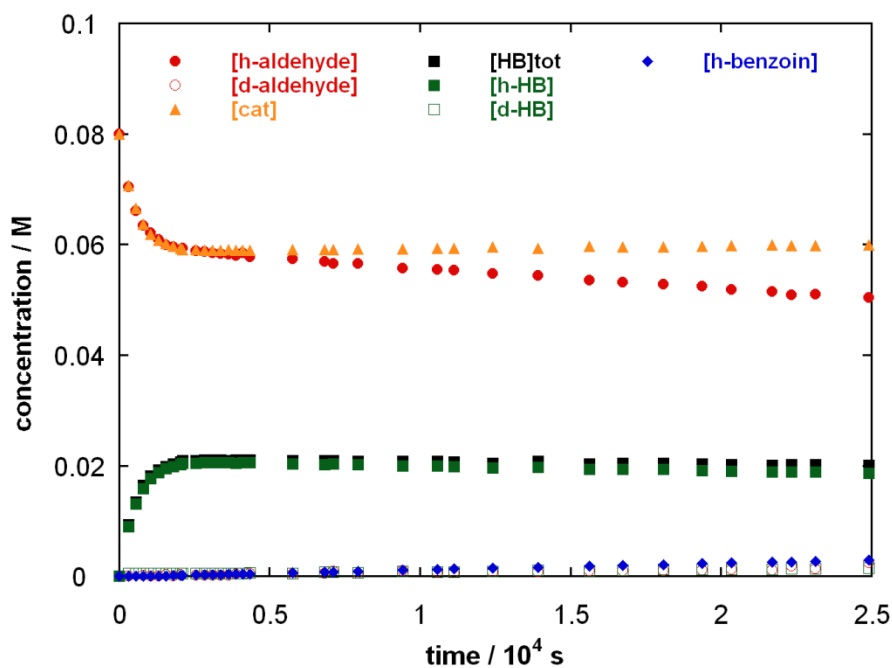 0.1
[h-aldehyde] [HB]tot [h-benzoin]
[d-aldehyde] [h-HB]
[cat] [d-HB]
0.08
0.06
0.04
0.02
0
concentration / M
0 0.5 1 1.5 2 2.5
time / 10⁴ s